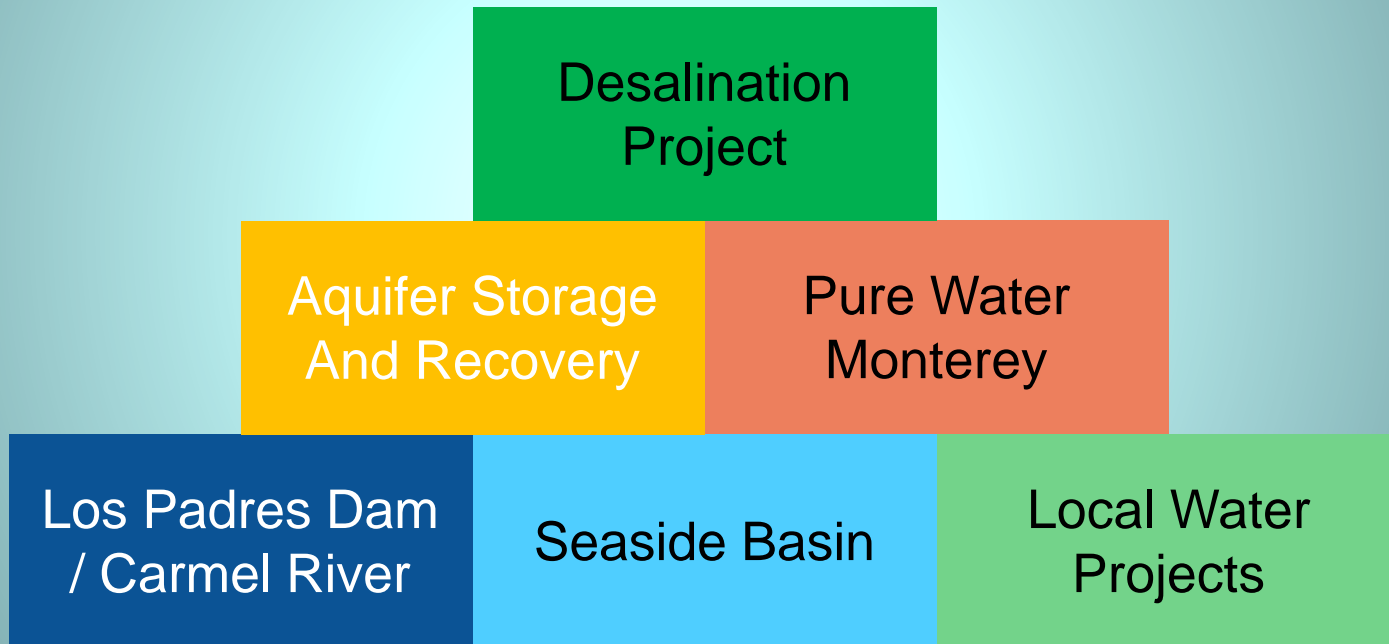 Desalination
Project
Aquifer Storage
And Recovery
Pure Water
Monterey
Los Padres Dam
/ Carmel River
Seaside Basin
Local Water
Projects